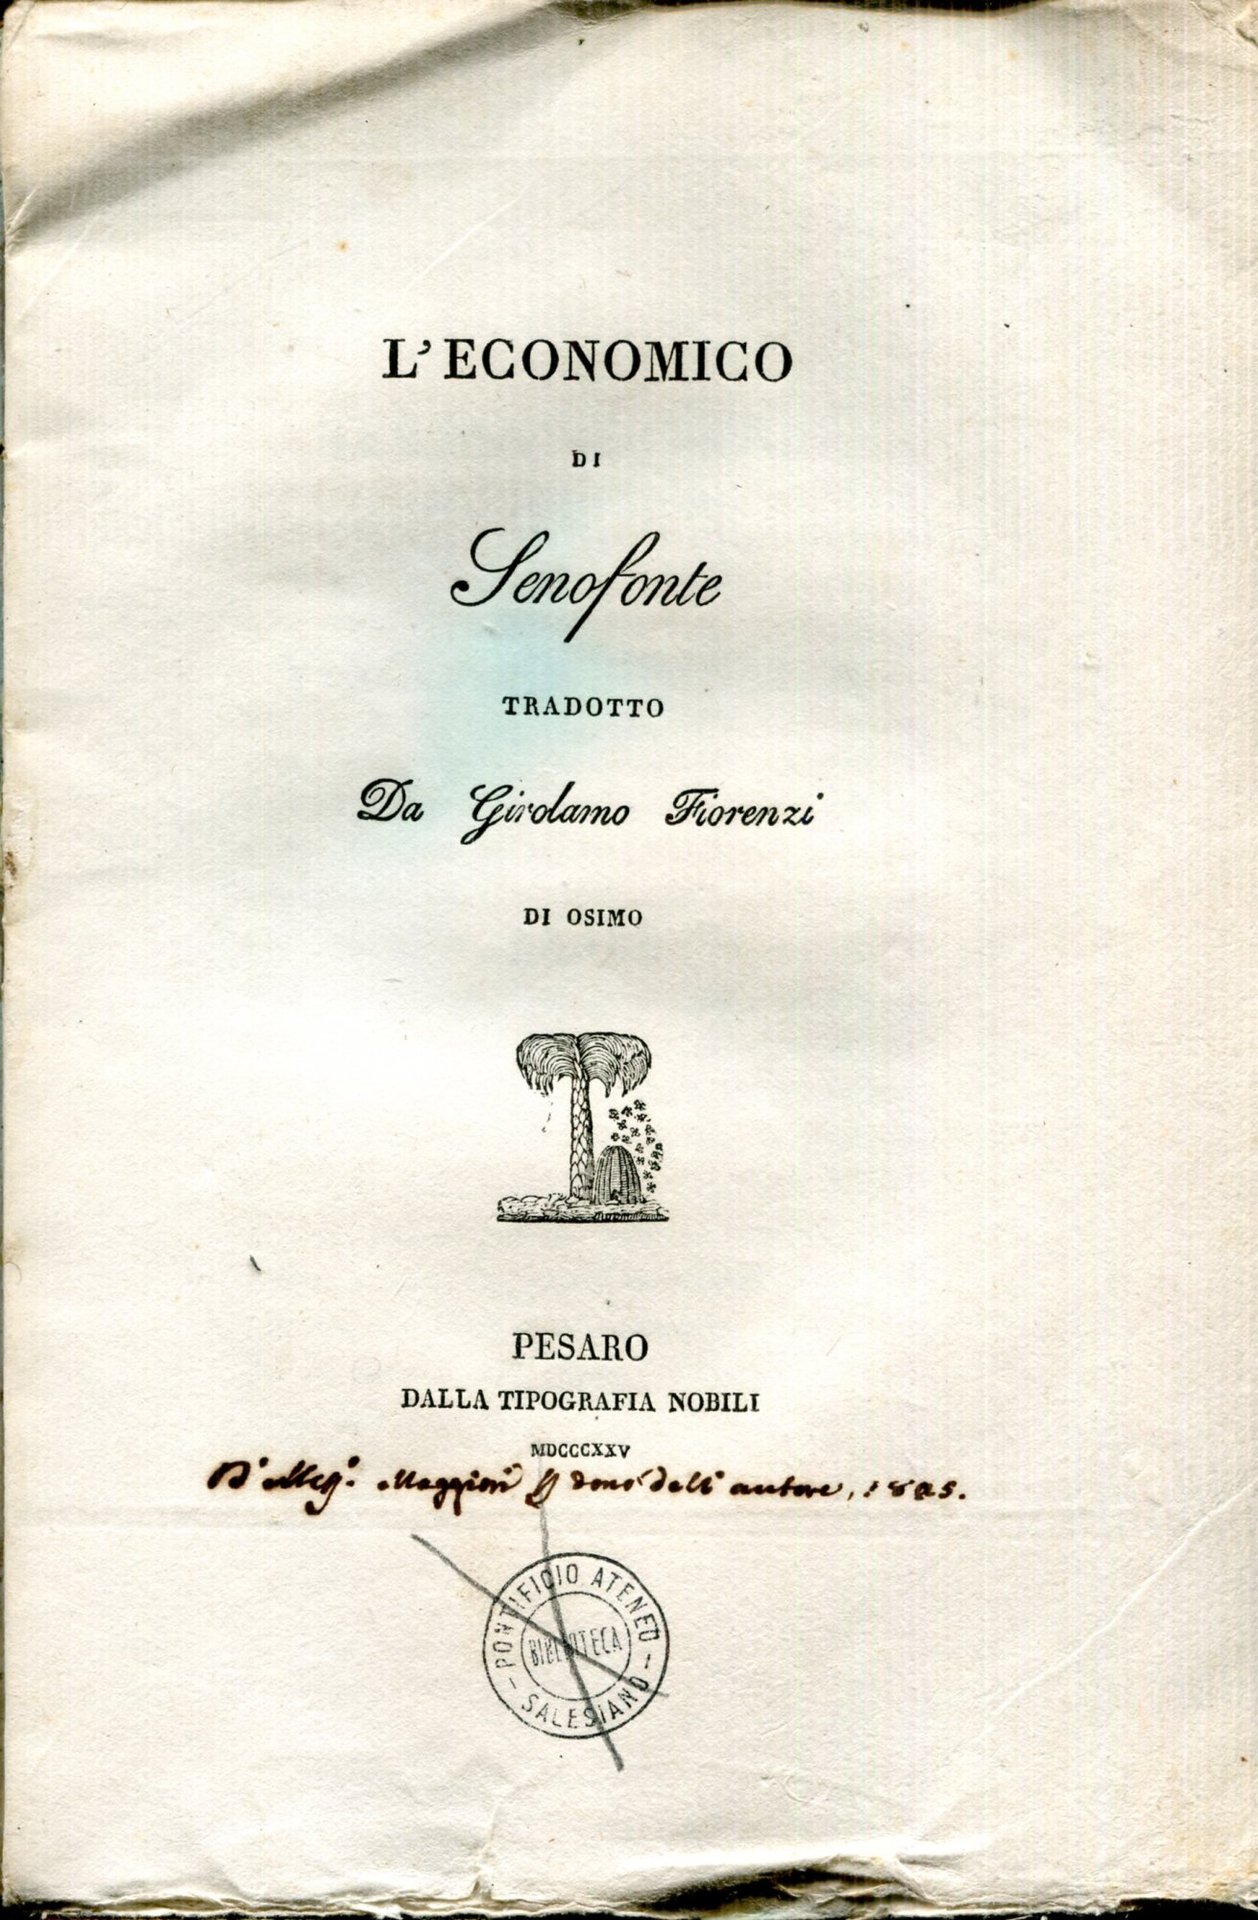 L'ECONOMICO
DI
Senofonte
TRADOTTO
Da Girolamo Fiorenzi
DI OSIMO
PESARO
DALLA TIPOGRAFIA NOBILI
MDCCCXXV
Maggiori dono dell' autore, 1825.
PONTIFICIO ATENEO
BIBLIOTECA
- SALESIANO -